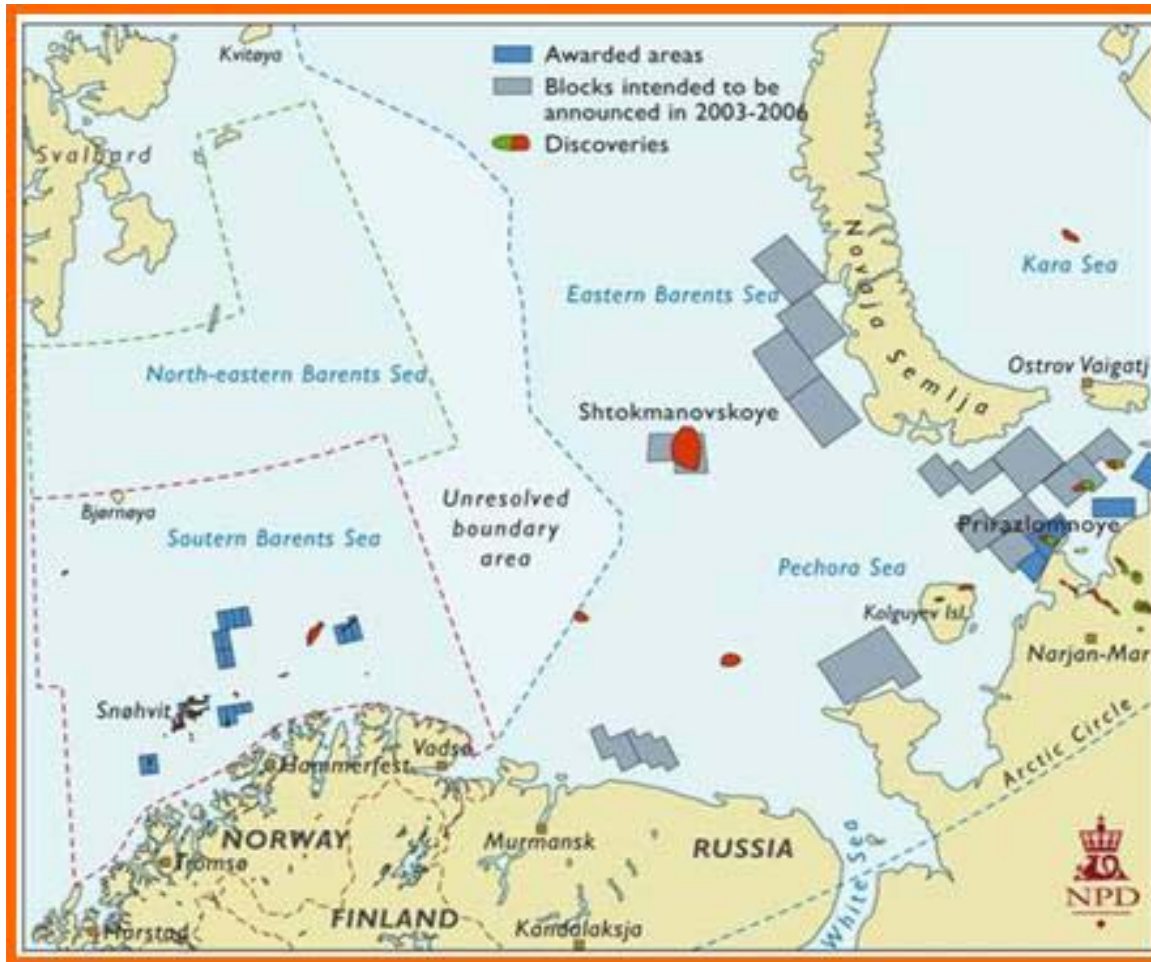 Kvitøya
Awarded areas
Blocks intended to be
announced in 2003-2006
Discoveries
Svalbard
Novaja Semlja
Kara Sea
Eastern Barents Sea
North-eastern Barents Sea
Ostrov Vaigatj
Shtokmanovskoye
Bjørnøya
Unresolved
boundary
area
Soutern Barents Sea
Prirazlomnoye
Pechora Sea
Kolguyev Isl.
Narjan-Mar
Snøhvit
Arctic Circle
Vadsø
Hammerfest
NORWAY
Murmansk
RUSSIA
Tromsø
White Sea
NPD
FINLAND
Kandalaksja
Harstad